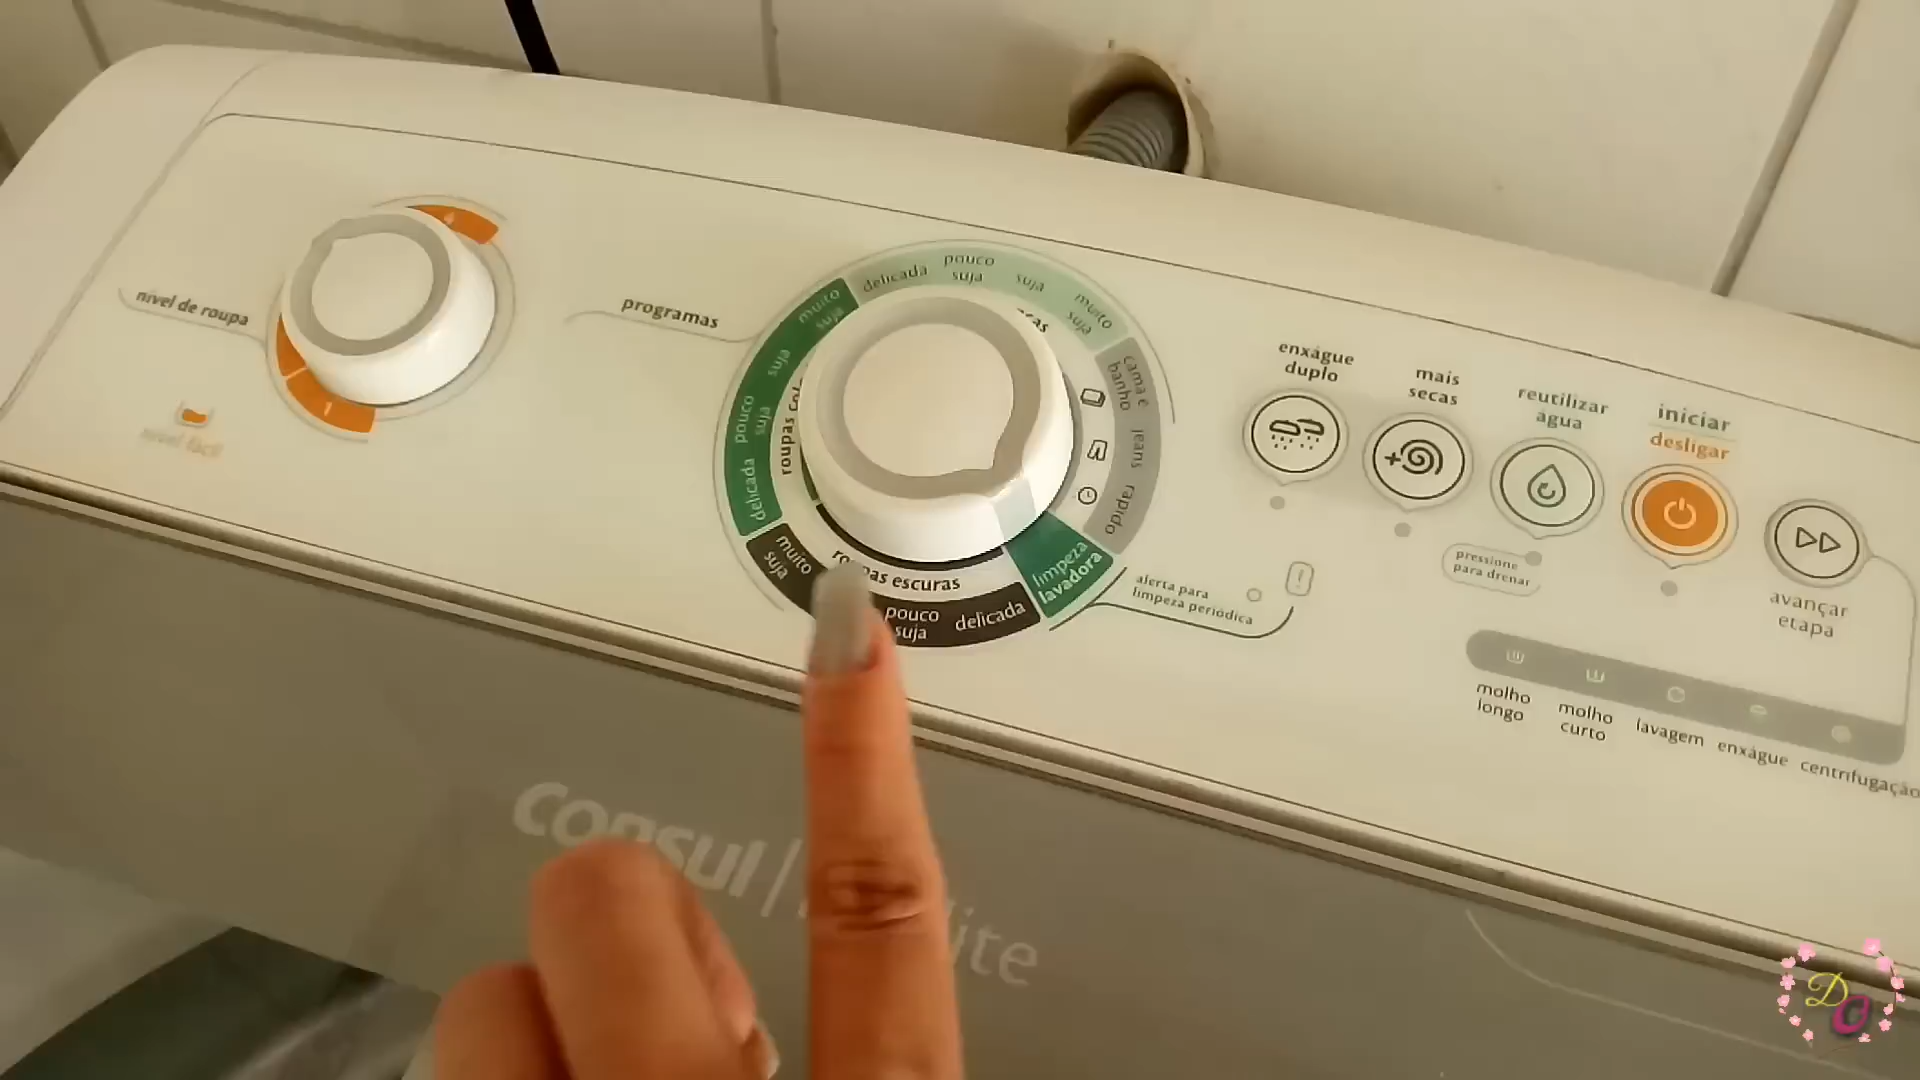 nível de roupa
4
1
nível fácil
programas
delicada
pouco
suja
suja
muito
suja
cama e
banho
jeans
rápido
limpeza
lavadora
delicada
pouco
suja
muito
suja
roupas escuras
delicada
pouco
suja
suja
muito
suja
roupas
alerta para
limpeza periódica
enxágue
duplo
mais
secas
reutilizar
água
pressione
para drenar
iniciar
desligar
avançar
etapa
molho
longo
molho
curto
lavagem
enxágue
centrifugação
consul
DO